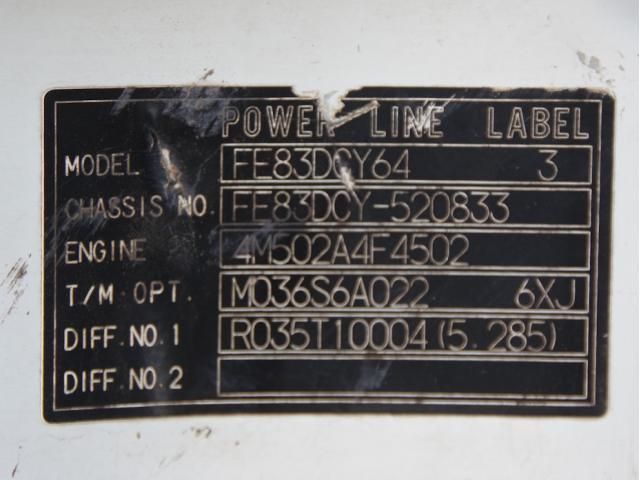 POWER LINE LABEL
MODEL FE83DCY64 3
CHASSIS NO. FE83DCY-520833
ENGINE 4M502A4F4502
T/M OPT. M036S6A022 6XJ
DIFF.NO.1 R035T10004(5.285)
DIFF.NO.2